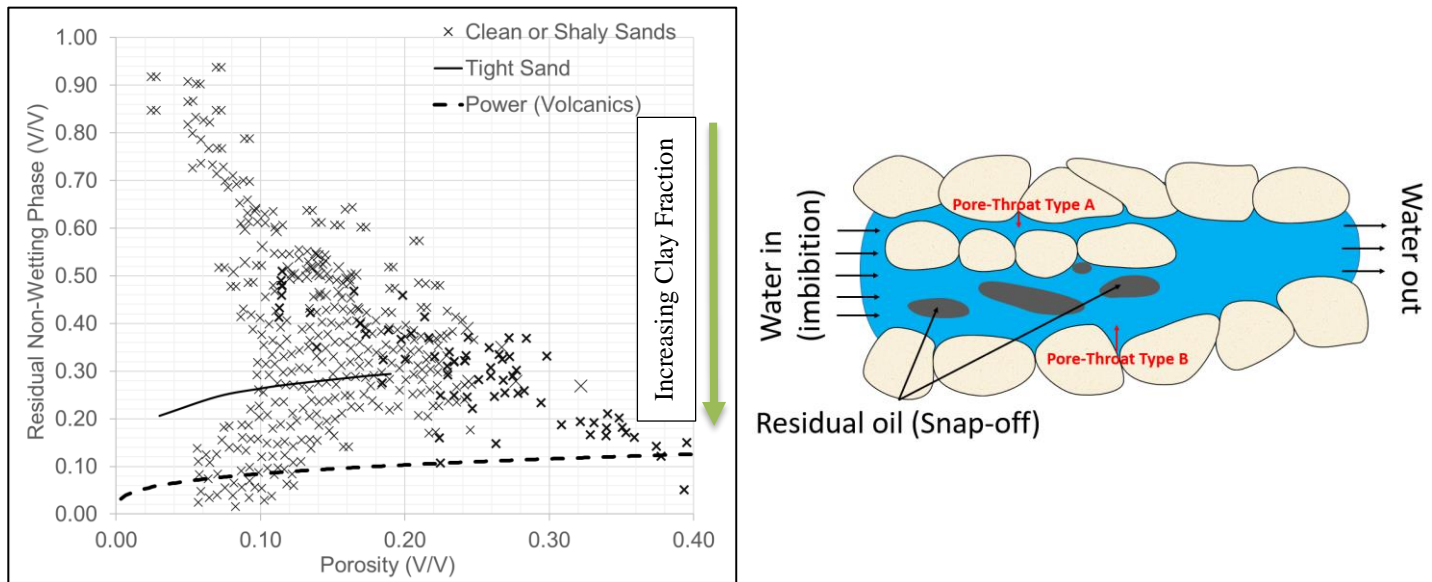 Clean or Shaly Sands
Tight Sand
Power (Volcanics)
Residual Non-Wetting Phase (V/V)
1.00
0.90
0.80
0.70
0.60
0.50
0.40
0.30
0.20
0.10
0.00
0.00
0.10
0.20
0.30
0.40
Porosity (V/V)
Increasing Clay Fraction
Water in
(imbibition)
Pore-Throat Type A
Pore-Throat Type B
Residual oil (Snap-off)
Water out